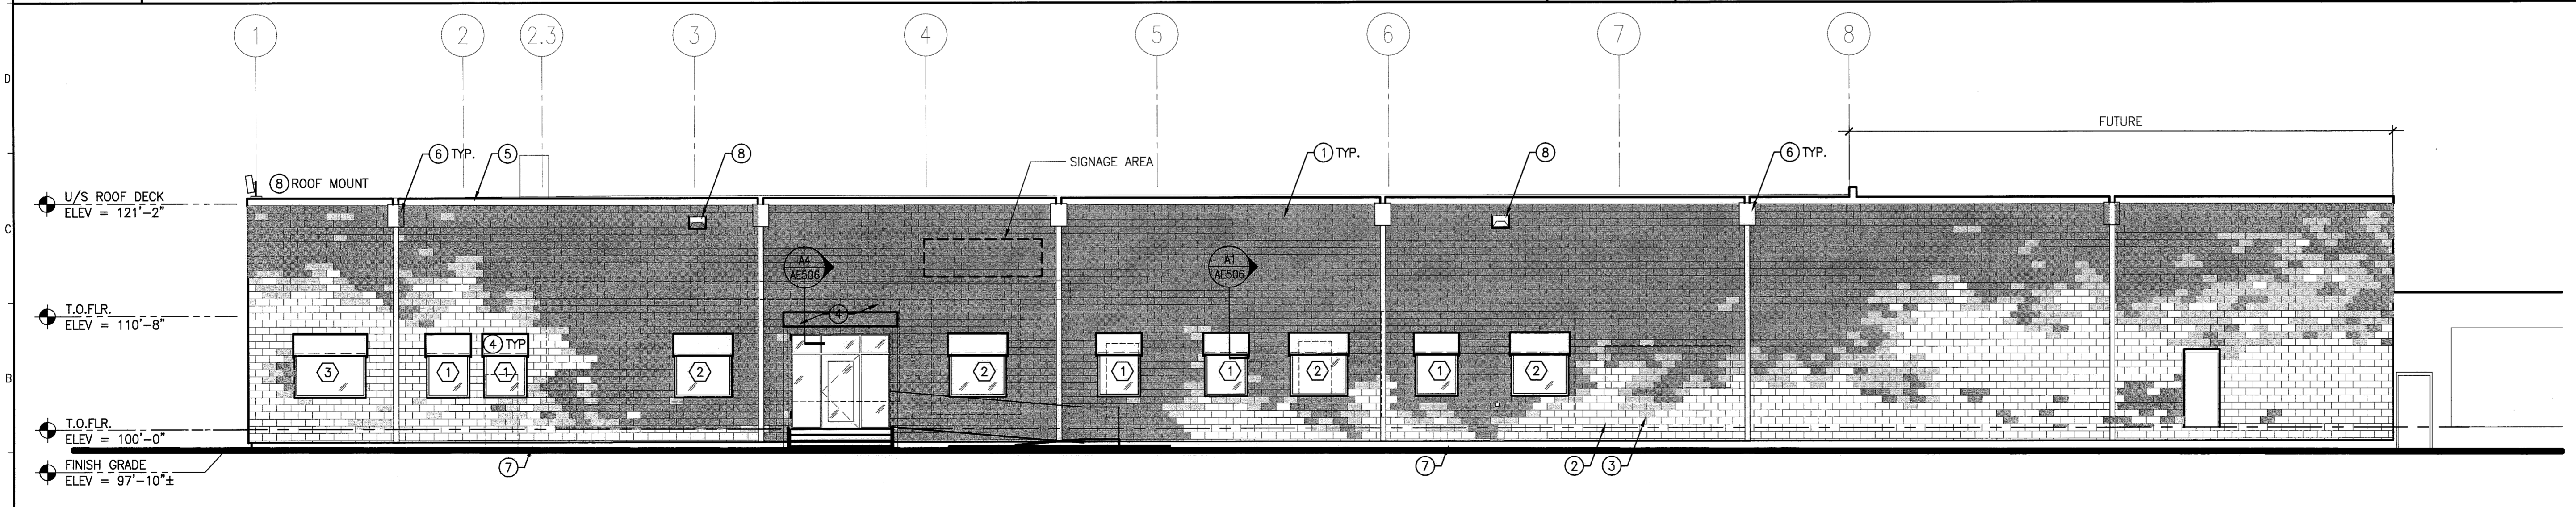 1 2 2.3 3 4 5 6 7 8
D
FUTURE
6 TYP. 5 8 SIGNAGE AREA 1 TYP. 8 6 TYP.
8 ROOF MOUNT
U/S ROOF DECK
ELEV = 121'-2"
C
A4
AE506
A1
AE506
T.O.FLR.
ELEV = 110'-8"
4
4 TYP
B
3 1 1 2 2 1 1 2 1 2
T.O.FLR.
ELEV = 100'-0"
FINISH GRADE
ELEV = 97'-10"±
7 7 2 3